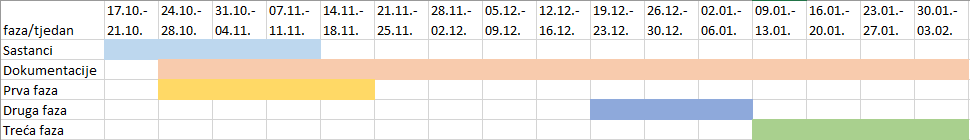 17.10.- 24.10.- 31.10.- 07.11.- 14.11.- 21.11.- 28.11.- 05.12.- 12.12.- 19.12.- 26.12.- 02.01.- 09.01.- 16.01.- 23.01.- 30.01.-
faza/tjedan 21.10. 28.10. 04.11. 11.11. 18.11. 25.11. 02.12. 09.12. 16.12. 23.12. 30.12. 06.01. 13.01. 20.01. 27.01. 03.02.
Sastanci
Dokumentacije
Prva faza
Druga faza
Treća faza